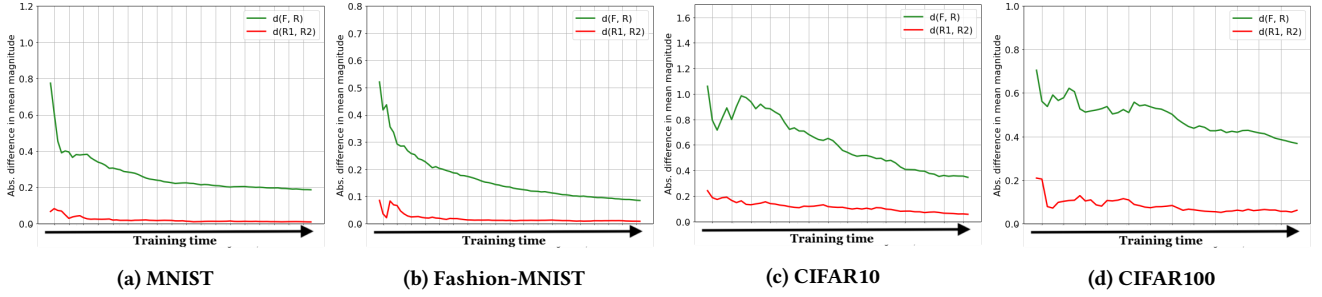 Abs. difference in mean magnitude
1.2
1.0
0.8
0.6
0.4
0.2
0.0
d(F, R)
d(R1, R2)
Training time
(a) MNIST
Abs. difference in mean magnitude
0.8
0.7
0.6
0.5
0.4
0.3
0.2
0.1
0.0
d(F, R)
d(R1, R2)
Training time
(b) Fashion-MNIST
Abs. difference in mean magnitude
1.6
1.4
1.2
1.0
0.8
0.6
0.4
0.2
0.0
d(F, R)
d(R1, R2)
Training time
(c) CIFAR10
Abs. difference in mean magnitude
1.0
0.8
0.6
0.4
0.2
0.0
d(F, R)
d(R1, R2)
Training time
(d) CIFAR100